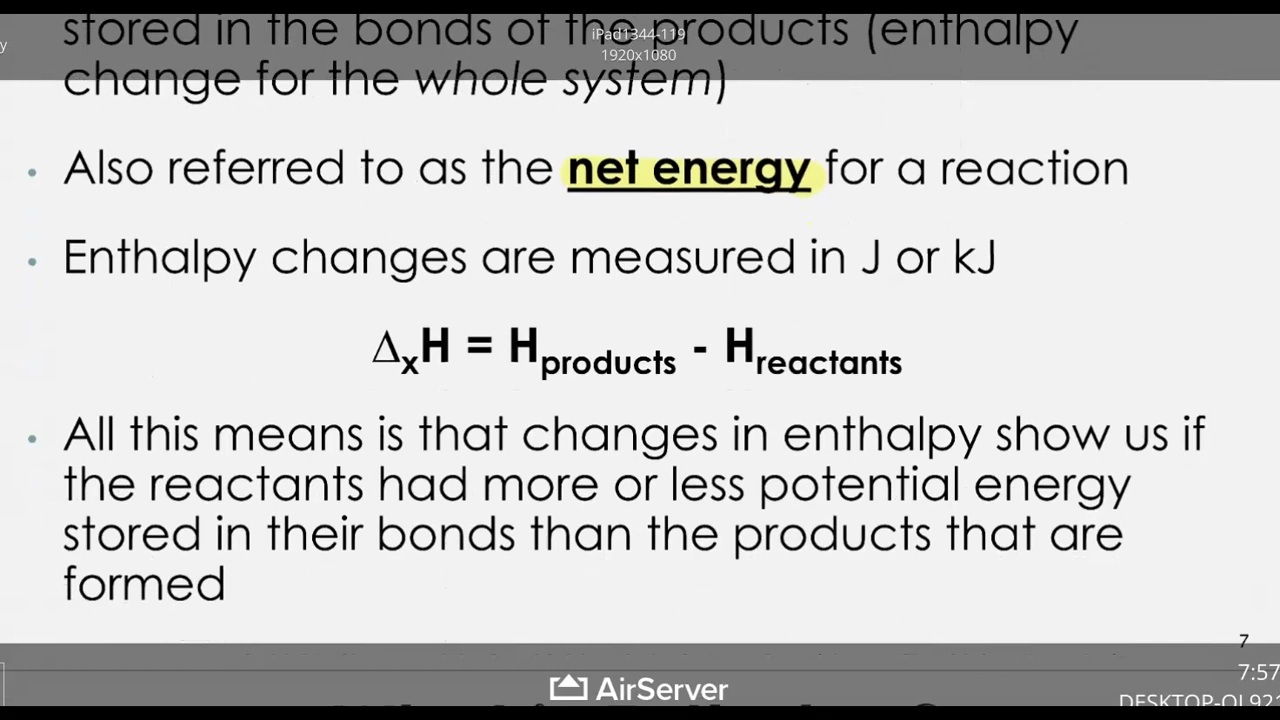 stored in the bonds of the products (enthalpy
iPad1344-119
1920x1080
y
change for the whole system)
• Also referred to as the net energy for a reaction
• Enthalpy changes are measured in J or kJ
ΔxH = Hproducts - Hreactants
• All this means is that changes in enthalpy show us if
the reactants had more or less potential energy
stored in their bonds than the products that are
formed
7
7:57
AirServer